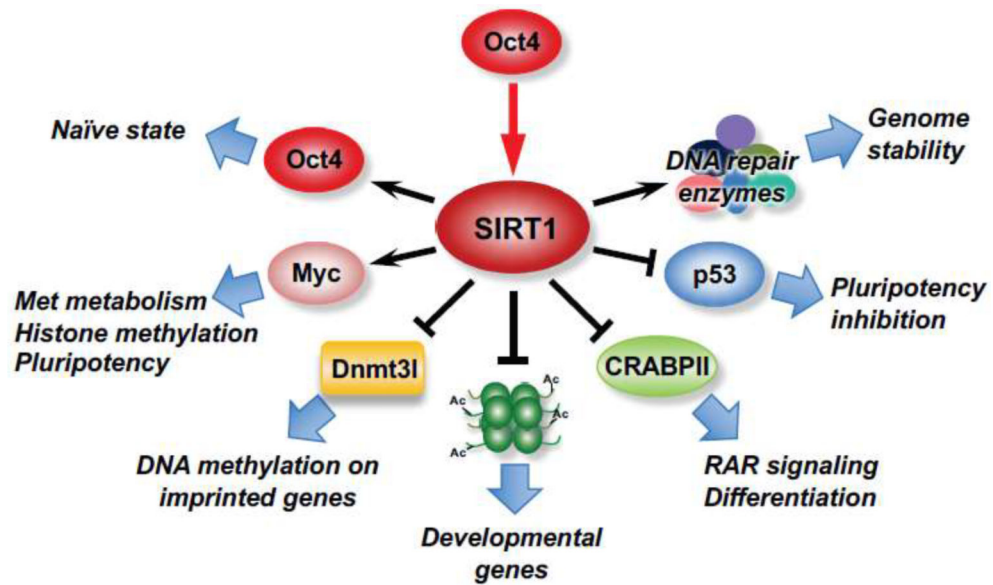 Oct4
Naïve state
Oct4
DNA repair
enzymes
Genome
stability
SIRT1
Myc
p53
Met metabolism
Histone methylation
Pluripotency
Pluripotency
inhibition
Dnmt3l
CRABPII
Ac
Ac
Ac
Ac
DNA methylation on
imprinted genes
RAR signaling
Differentiation
Developmental
genes